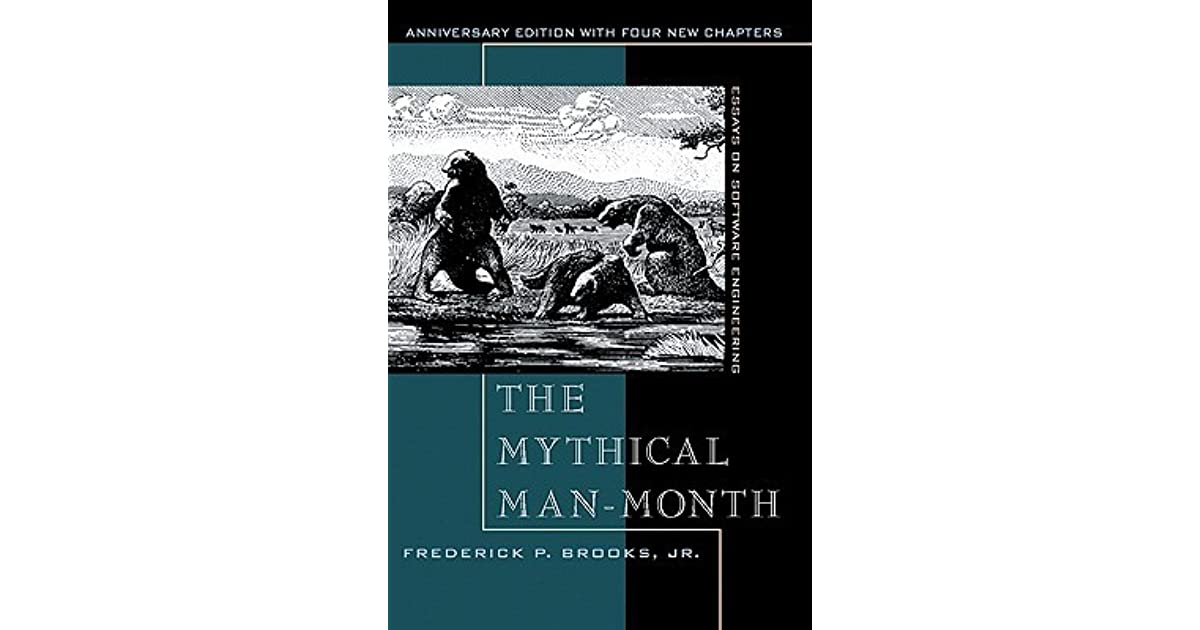 ANNIVERSARY EDITION WITH FOUR NEW CHAPTERS
ESSAYS ON SOFTWARE ENGINEERING
THE
MYTHICAL
MAN-MONTH
FREDERICK P. BROOKS, JR.